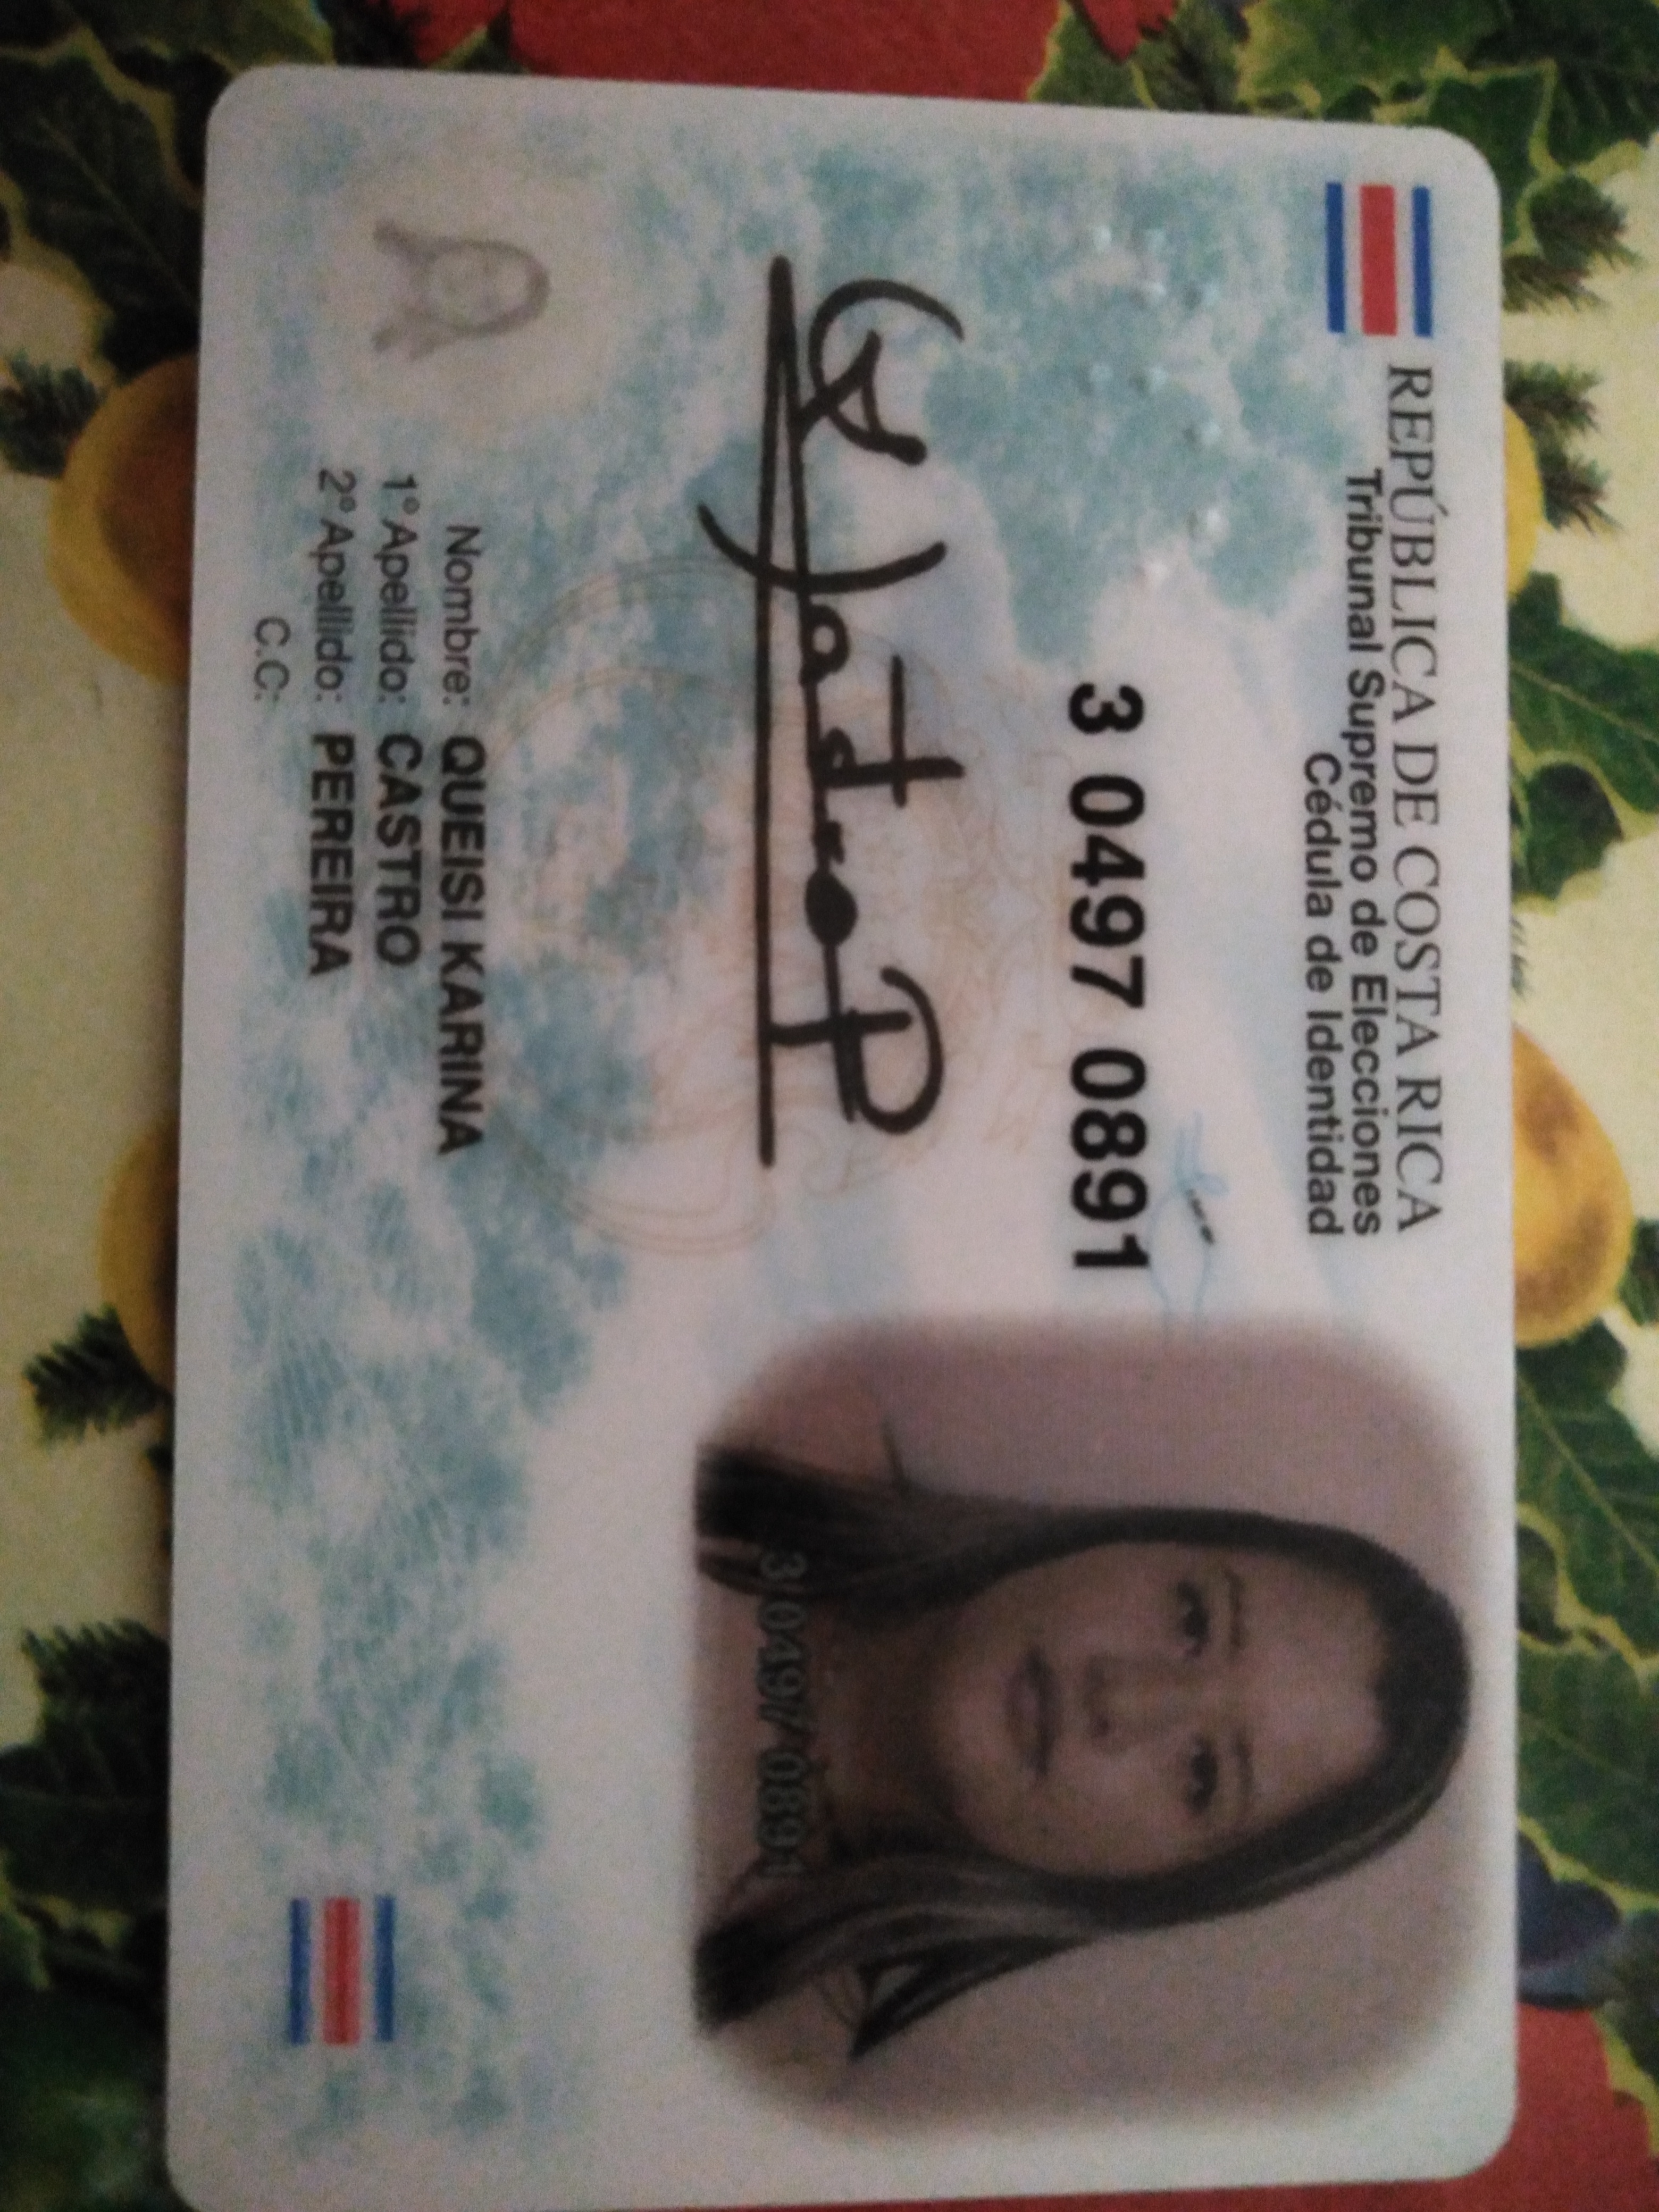 REPÚBLICA DE COSTA RICA
Tribunal Supremo de Elecciones
Cédula de Identidad
3 0497 0891
Castro P
3 0497 0891
Nombre: QUEISI KARINA
1° Apellido: CASTRO
2° Apellido: PEREIRA
C.C: